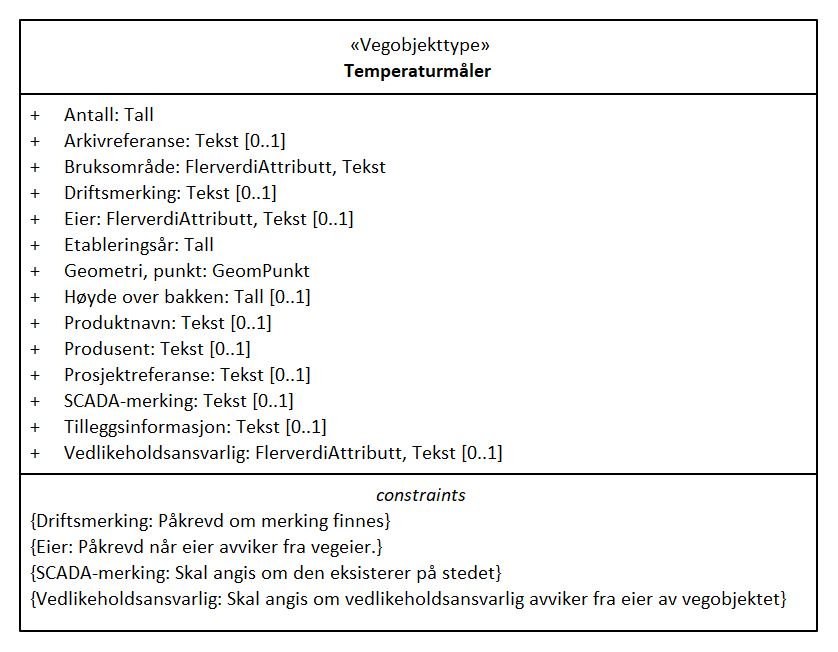 «Vegobjekttype»
Temperaturmåler
+ Antall: Tall
+ Arkivreferanse: Tekst [0..1]
+ Bruksområde: FlerverdiAttributt, Tekst
+ Driftsmerking: Tekst [0..1]
+ Eier: FlerverdiAttributt, Tekst [0..1]
+ Etableringsår: Tall
+ Geometri, punkt: GeomPunkt
+ Høyde over bakken: Tall [0..1]
+ Produktnavn: Tekst [0..1]
+ Produsent: Tekst [0..1]
+ Prosjektreferanse: Tekst [0..1]
+ SCADA-merking: Tekst [0..1]
+ Tilleggsinformasjon: Tekst [0..1]
+ Vedlikeholdsansvarlig: FlerverdiAttributt, Tekst [0..1]
constraints
{Driftsmerking: Påkrevd om merking finnes}
{Eier: Påkrevd når eier avviker fra vegeier.}
{SCADA-merking: Skal angis om den eksisterer på stedet}
{Vedlikeholdsansvarlig: Skal angis om vedlikeholdsansvarlig avviker fra eier av vegobjektet}